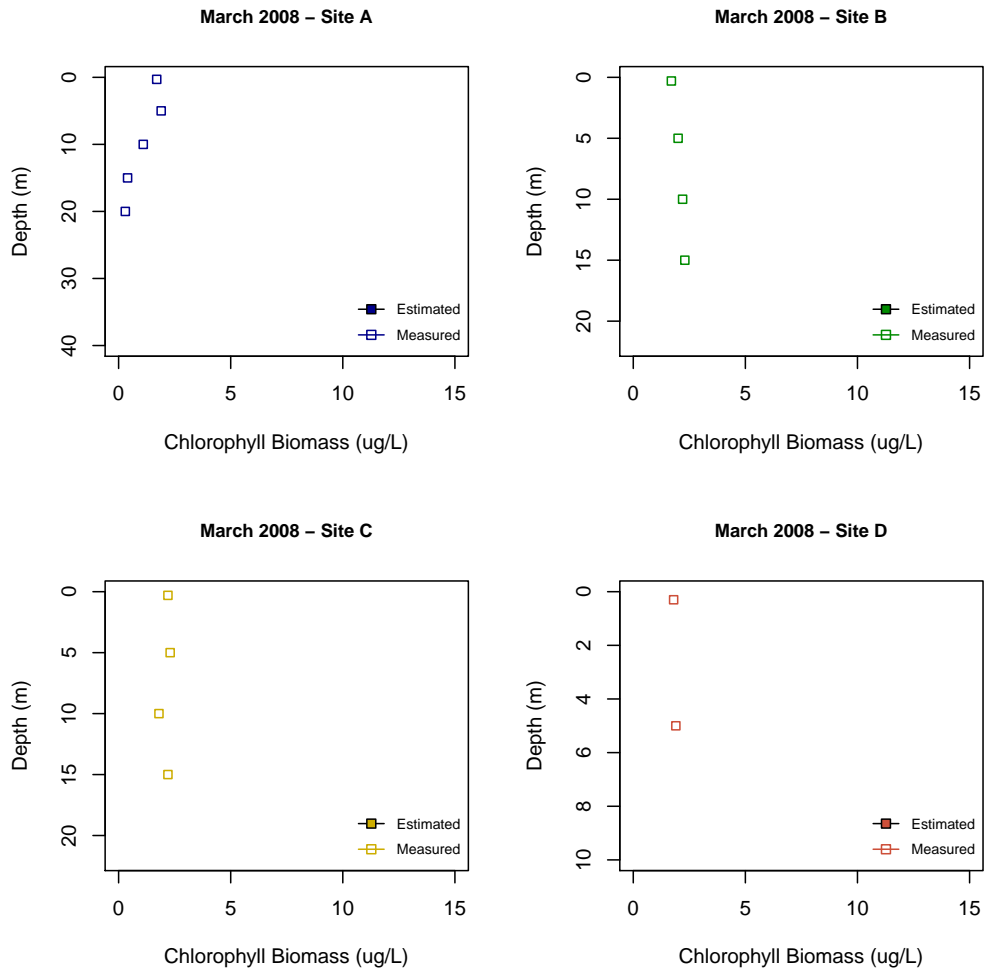 March 2008 – Site A
0
10
20
30
40
Depth (m)
Estimated
Measured
0 5 10 15
Chlorophyll Biomass (ug/L)
March 2008 – Site B
0
5
10
15
20
Depth (m)
Estimated
Measured
0 5 10 15
Chlorophyll Biomass (ug/L)
March 2008 – Site C
0
5
10
15
20
Depth (m)
Estimated
Measured
0 5 10 15
Chlorophyll Biomass (ug/L)
March 2008 – Site D
0
2
4
6
8
10
Depth (m)
Estimated
Measured
0 5 10 15
Chlorophyll Biomass (ug/L)